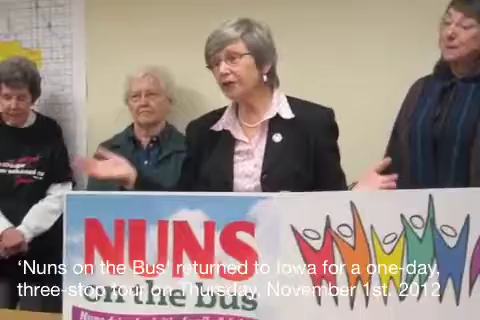 NUNS
on the bus
'Nuns on the Bus' returned to Iowa for a one-day,
three-stop tour on Thursday, November 1st, 2012